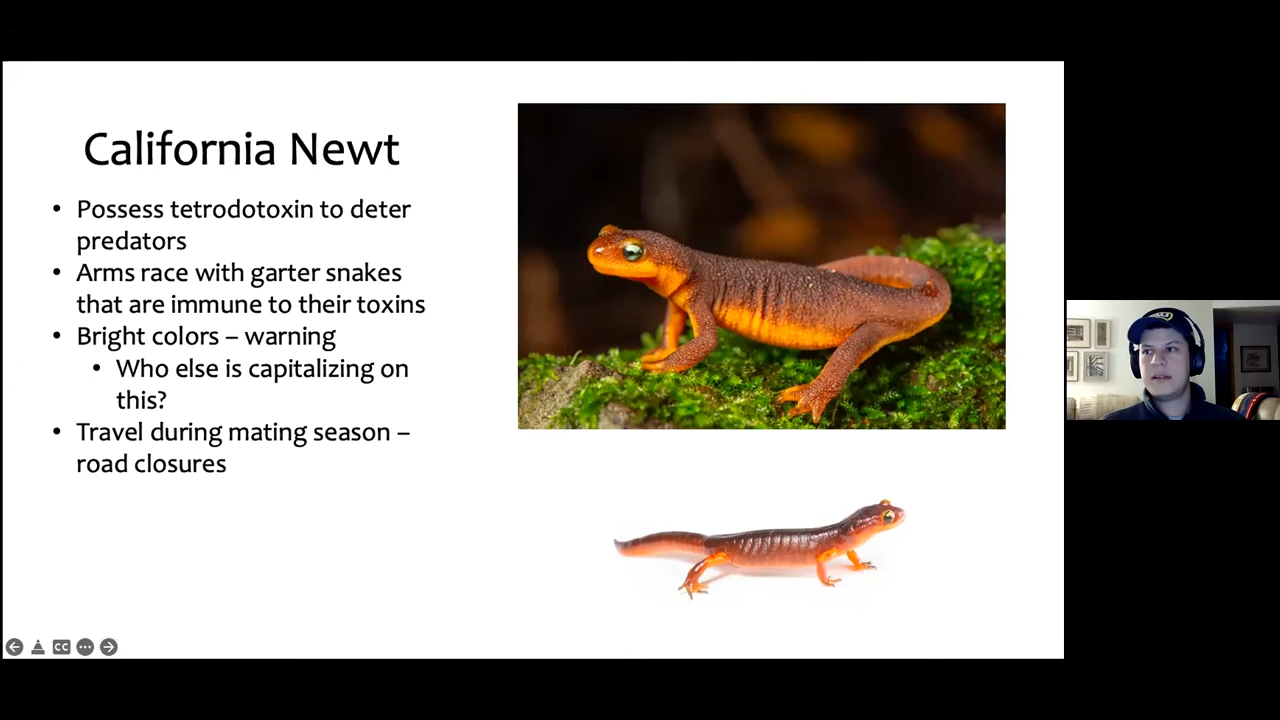 California Newt
• Possess tetrodotoxin to deter
predators
• Arms race with garter snakes
that are immune to their toxins
• Bright colors – warning
• Who else is capitalizing on
this?
• Travel during mating season –
road closures
CC